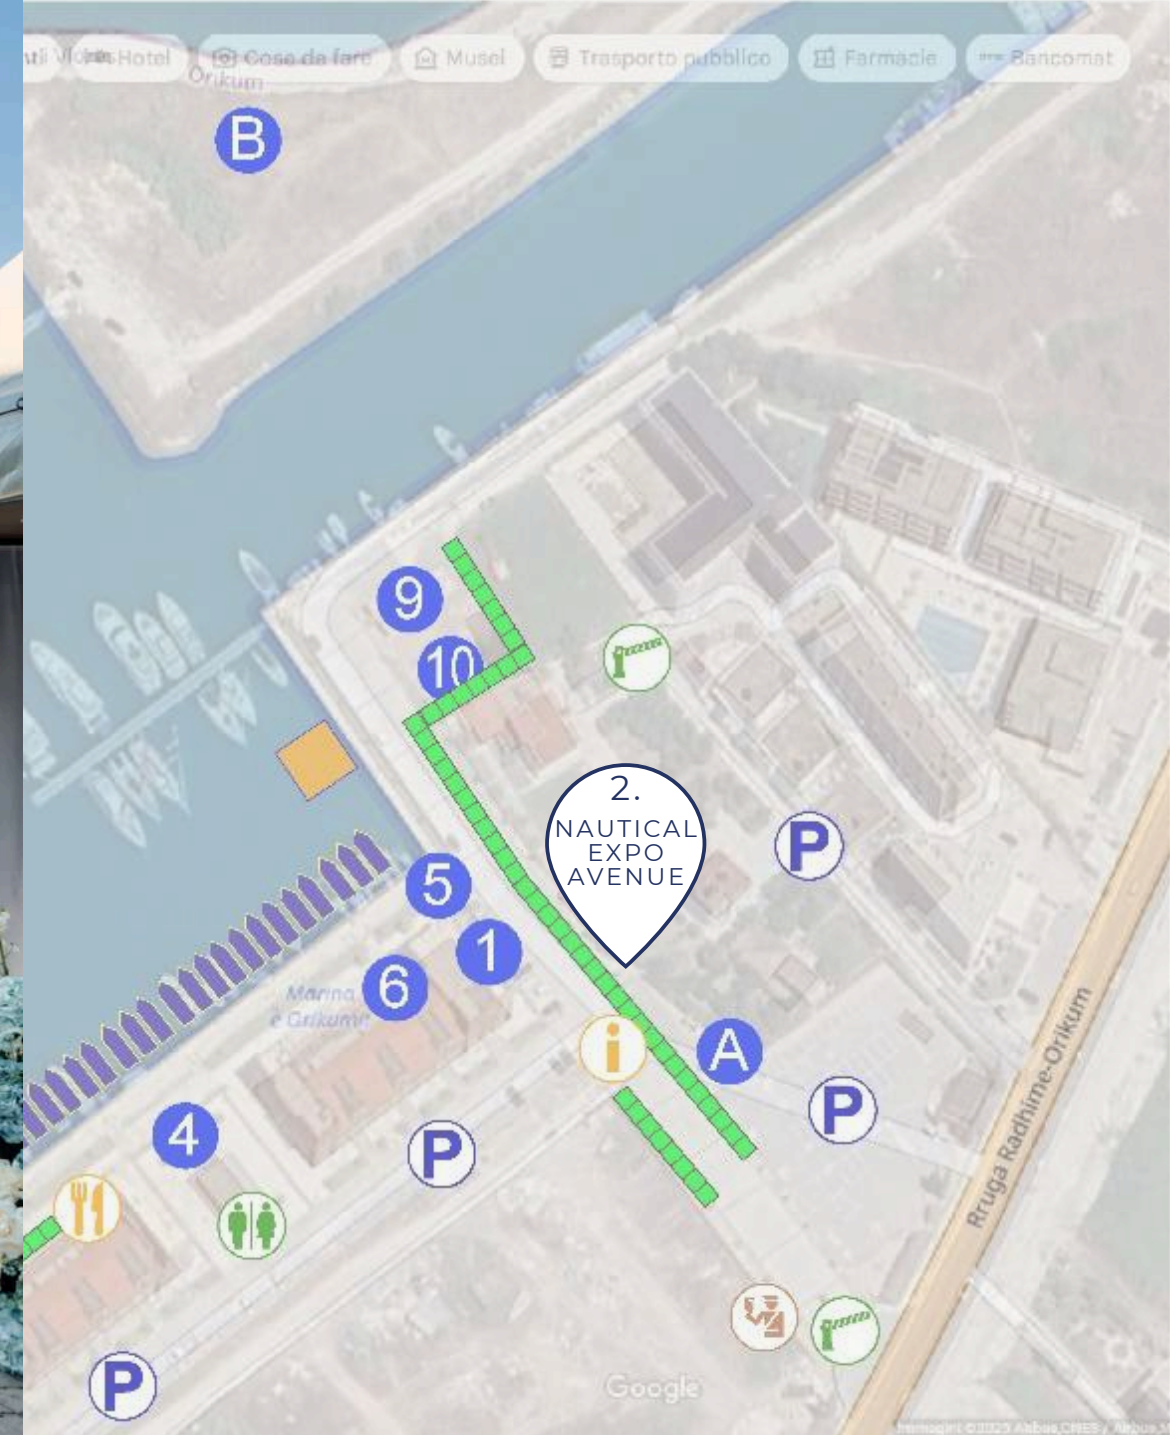 Hotel
Cose da fare
Musei
Trasporto pubblico
Farmacie
Bancomat
Orikum
B
9
10
2.
NAUTICAL
EXPO
AVENUE
P
5
1
6
Marina
e Orikumit
i
A
P
4
P
Rruga Radhime-Orikum
P
Google